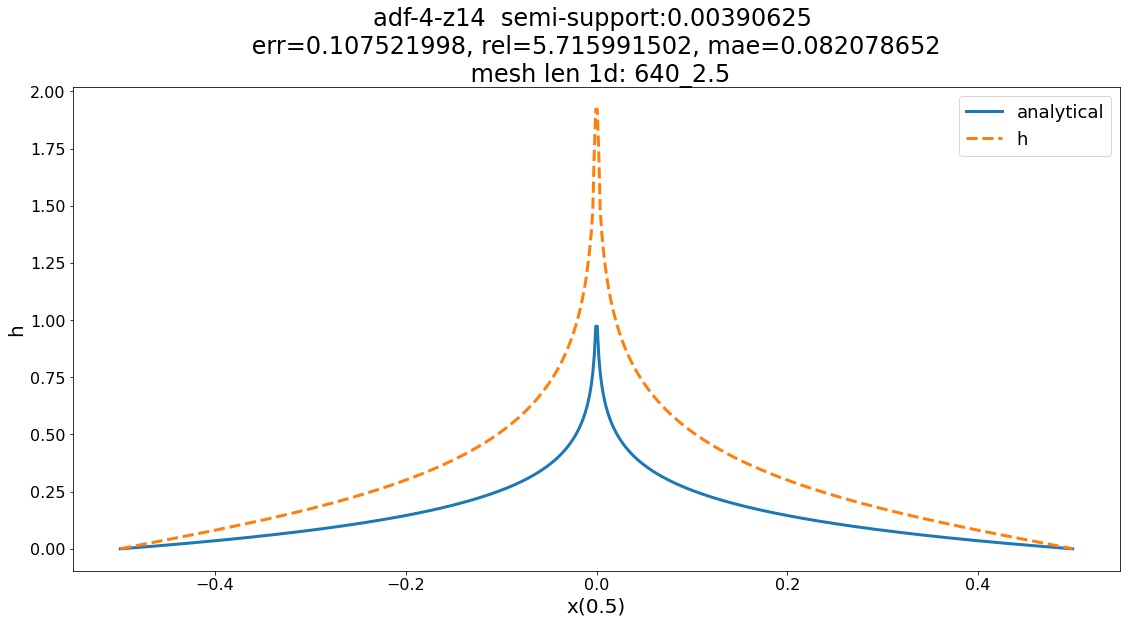 adf-4-z14  semi-support:0.00390625
err=0.107521998, rel=5.715991502, mae=0.082078652
mesh len 1d: 640_2.5
analytical
h
2.00
1.75
1.50
1.25
1.00
0.75
0.50
0.25
0.00
h
−0.4
−0.2
0.0
0.2
0.4
x(0.5)